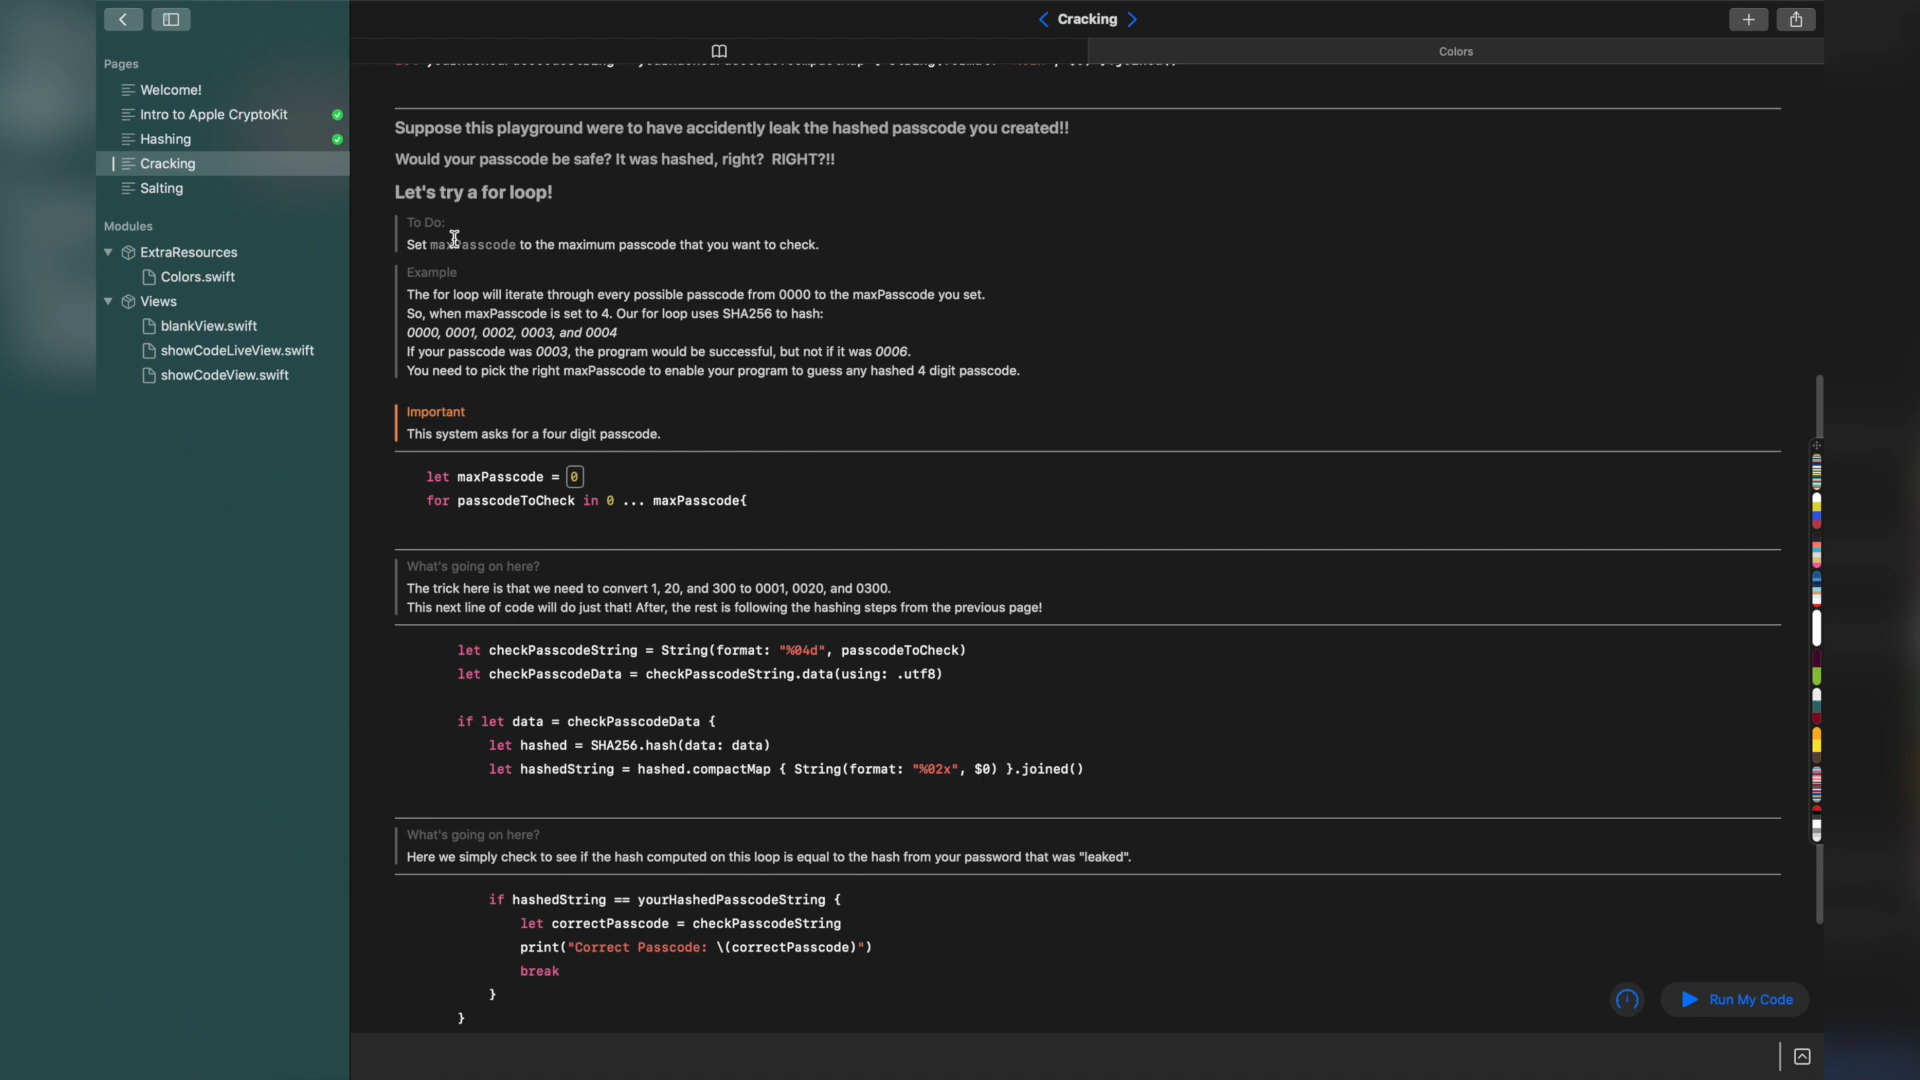 Cracking
Colors
Pages
Welcome!
Intro to Apple CryptoKit
Hashing
Cracking
Salting
Modules
ExtraResources
Colors.swift
Views
blankView.swift
showCodeLiveView.swift
showCodeView.swift
Suppose this playground were to have accidently leak the hashed passcode you created!!
Would your passcode be safe? It was hashed, right? RIGHT?!!
Let's try a for loop!
To Do:
Set maxPasscode to the maximum passcode that you want to check.
Example
The for loop will iterate through every possible passcode from 0000 to the maxPasscode you set.
So, when maxPasscode is set to 4. Our for loop uses SHA256 to hash:
0000, 0001, 0002, 0003, and 0004
If your passcode was 0003, the program would be successful, but not if it was 0006.
You need to pick the right maxPasscode to enable your program to guess any hashed 4 digit passcode.
Important
This system asks for a four digit passcode.
let maxPasscode = 0
for passcodeToCheck in 0 ... maxPasscode{
What's going on here?
The trick here is that we need to convert 1, 20, and 300 to 0001, 0020, and 0300.
This next line of code will do just that! After, the rest is following the hashing steps from the previous page!
let checkPasscodeString = String(format: "%04d", passcodeToCheck)
let checkPasscodeData = checkPasscodeString.data(using: .utf8)
if let data = checkPasscodeData {
let hashed = SHA256.hash(data: data)
let hashedString = hashed.compactMap { String(format: "%02x", $0) }.joined()
What's going on here?
Here we simply check to see if the hash computed on this loop is equal to the hash from your password that was "leaked".
if hashedString == yourHashedPasscodeString {
let correctPasscode = checkPasscodeString
print("Correct Passcode: \(correctPasscode)")
break
}
}
Run My Code